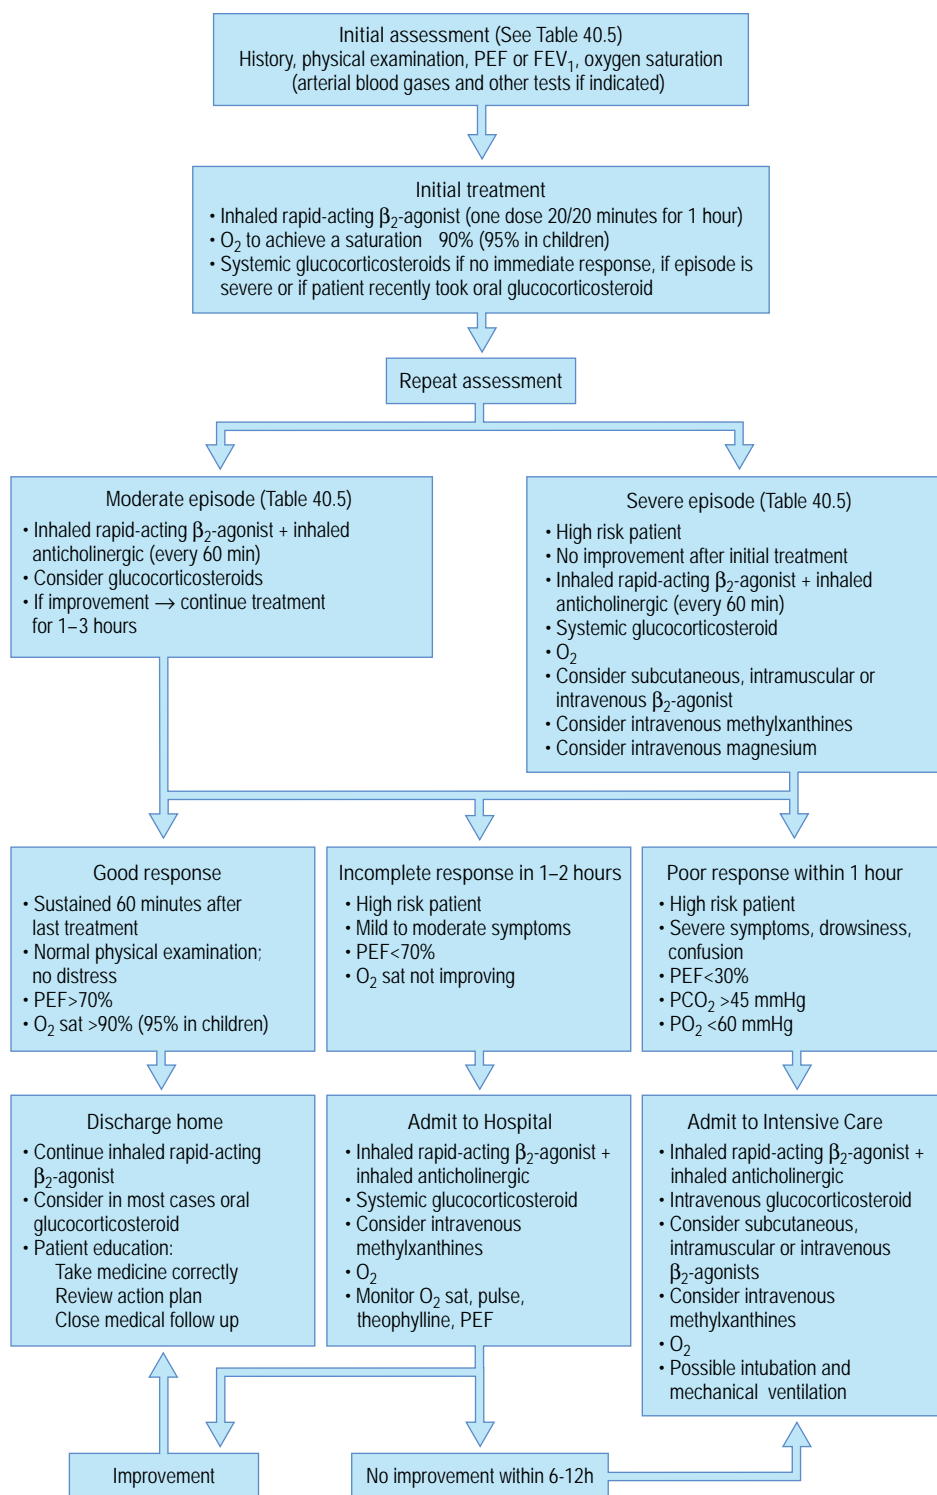 Initial assessment (See Table 40.5)
History, physical examination, PEF or FEV1, oxygen saturation
(arterial blood gases and other tests if indicated)
Initial treatment
• Inhaled rapid-acting β2-agonist (one dose 20/20 minutes for 1 hour)
• O2 to achieve a saturation 90% (95% in children)
• Systemic glucocorticosteroids if no immediate response, if episode is
severe or if patient recently took oral glucocorticosteroid
Repeat assessment
Moderate episode (Table 40.5)
• Inhaled rapid-acting β2-agonist + inhaled
anticholinergic (every 60 min)
• Consider glucocorticosteroids
• If improvement → continue treatment
for 1–3 hours
Severe episode (Table 40.5)
• High risk patient
• No improvement after initial treatment
• Inhaled rapid-acting β2-agonist + inhaled
anticholinergic (every 60 min)
• Systemic glucocorticosteroid
• O2
• Consider subcutaneous, intramuscular or
intravenous β2-agonist
• Consider intravenous methylxanthines
• Consider intravenous magnesium
Good response
• Sustained 60 minutes after
last treatment
• Normal physical examination;
no distress
• PEF>70%
• O2 sat >90% (95% in children)
Incomplete response in 1–2 hours
• High risk patient
• Mild to moderate symptoms
• PEF<70%
• O2 sat not improving
Poor response within 1 hour
• High risk patient
• Severe symptoms, drowsiness,
confusion
• PEF<30%
• PCO2 >45 mmHg
• PO2 <60 mmHg
Discharge home
• Continue inhaled rapid-acting
β2-agonist
• Consider in most cases oral
glucocorticosteroid
• Patient education:
Take medicine correctly
Review action plan
Close medical follow up
Admit to Hospital
• Inhaled rapid-acting β2-agonist +
inhaled anticholinergic
• Systemic glucocorticosteroid
• Consider intravenous
methylxanthines
• O2
• Monitor O2 sat, pulse,
theophylline, PEF
Admit to Intensive Care
• Inhaled rapid-acting β2-agonist +
inhaled anticholinergic
• Intravenous glucocorticosteroid
• Consider subcutaneous,
intramuscular or intravenous
β2-agonists
• Consider intravenous
methylxanthines
• O2
• Possible intubation and
mechanical ventilation
Improvement
No improvement within 6-12h